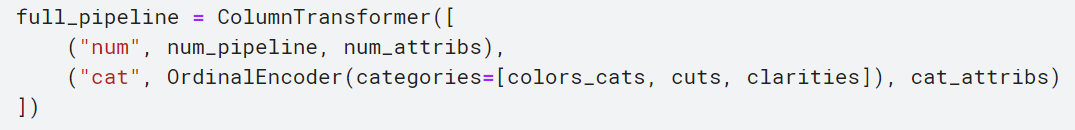 full_pipeline = ColumnTransformer([
    ("num", num_pipeline, num_attribs),
    ("cat", OrdinalEncoder(categories=[colors_cats, cuts, clarities]), cat_attribs)
])